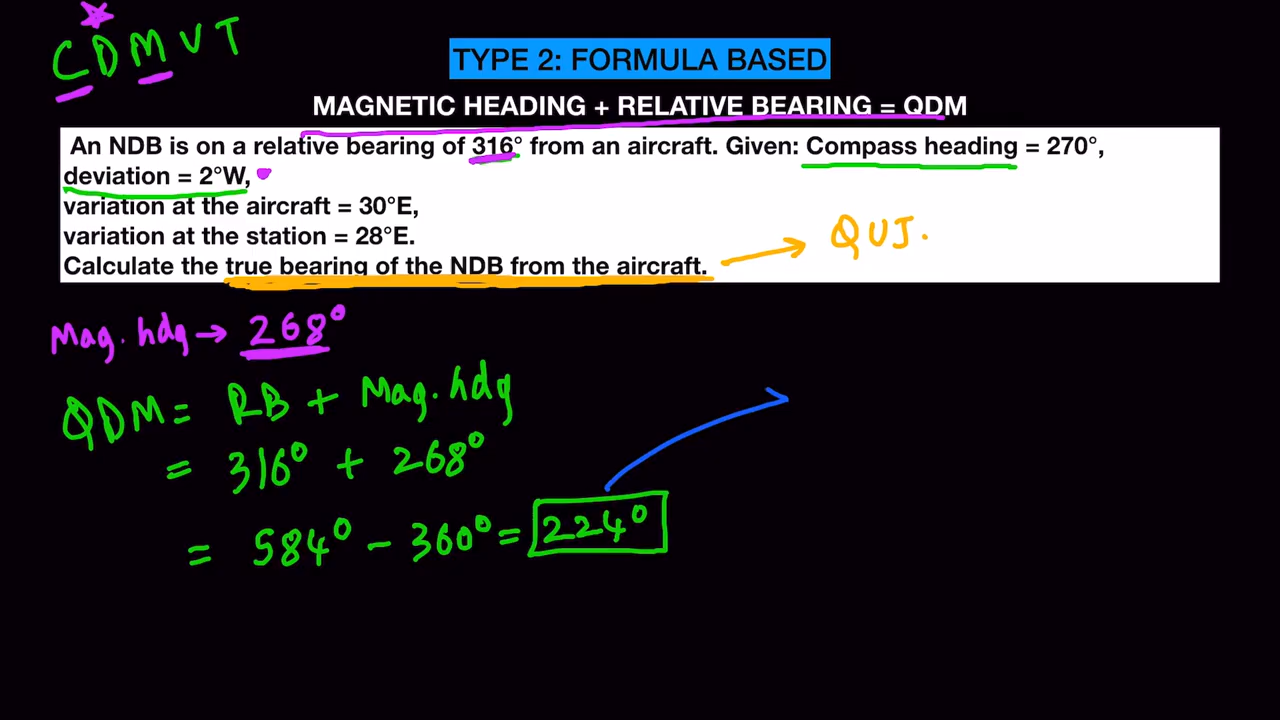 C D M V T
TYPE 2: FORMULA BASED
MAGNETIC HEADING + RELATIVE BEARING = QDM
An NDB is on a relative bearing of 316° from an aircraft. Given: Compass heading = 270°,
deviation = 2°W,
variation at the aircraft = 30°E,
variation at the station = 28°E.
Calculate the true bearing of the NDB from the aircraft.
QUJ.
Mag. hdg → 268°
QDM = RB + Mag. hdg
= 316° + 268°
= 584° - 360° = 224°